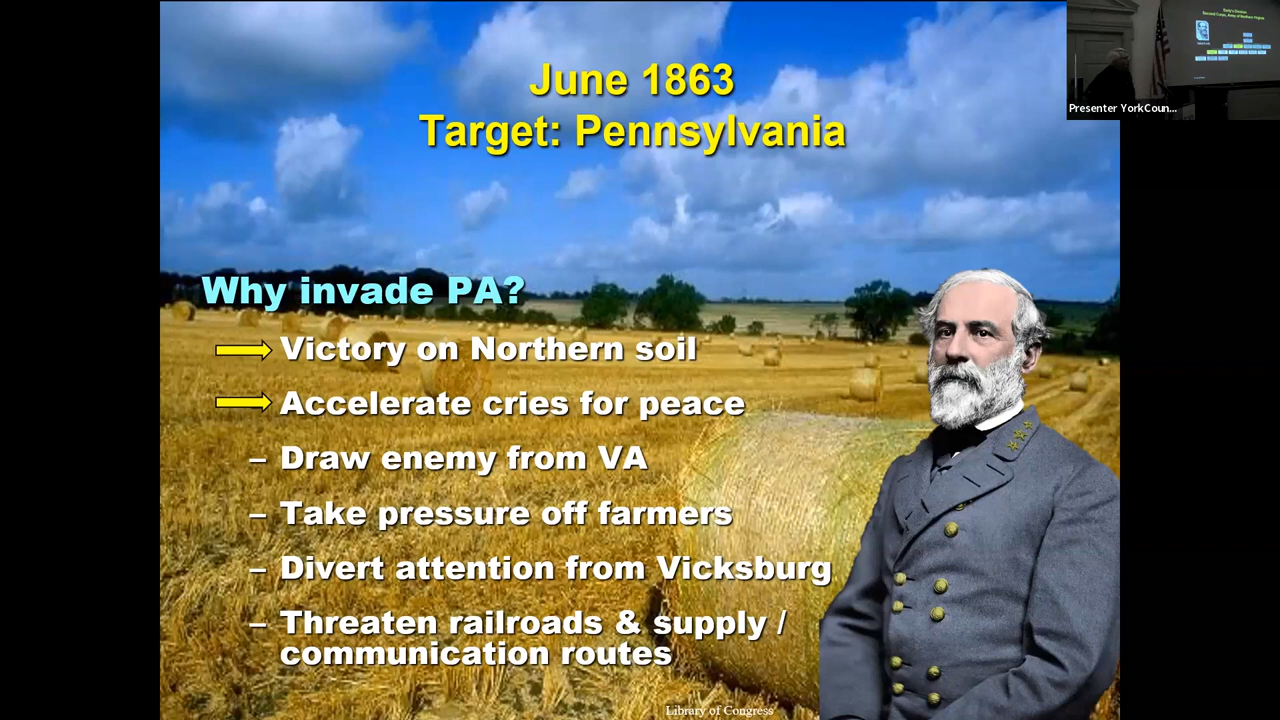 June 1863
Target: Pennsylvania
Presenter YorkCoun...
Why invade PA?
Victory on Northern soil
Accelerate cries for peace
– Draw enemy from VA
– Take pressure off farmers
– Divert attention from Vicksburg
– Threaten railroads & supply /
communication routes
Library of Congress